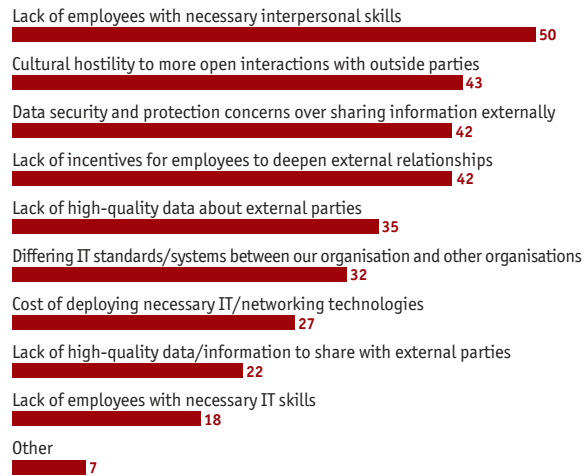 Lack of employees with necessary interpersonal skills
50
Cultural hostility to more open interactions with outside parties
43
Data security and protection concerns over sharing information externally
42
Lack of incentives for employees to deepen external relationships
42
Lack of high-quality data about external parties
35
Differing IT standards/systems between our organisation and other organisations
32
Cost of deploying necessary IT/networking technologies
27
Lack of high-quality data/information to share with external parties
22
Lack of employees with necessary IT skills
18
Other
7